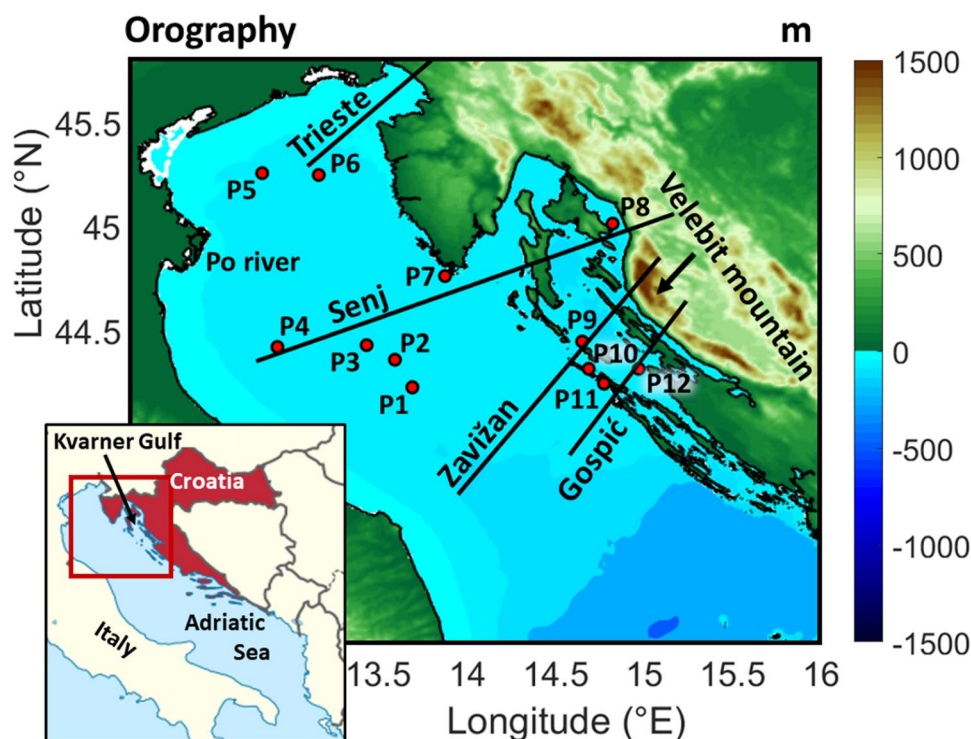 Orography
m
Latitude (°N)
45.5
45
44.5
Trieste
P5
P6
P8
Velebit mountain
Po river
P7
Senj
P4
P3
P2
P1
P9
P10
P11
P12
Zavižan
Gospić
1500
1000
500
0
-500
-1000
-1500
Kvarner Gulf
Croatia
Adriatic
Sea
Italy
13.5
14
14.5
15
15.5
16
Longitude (°E)